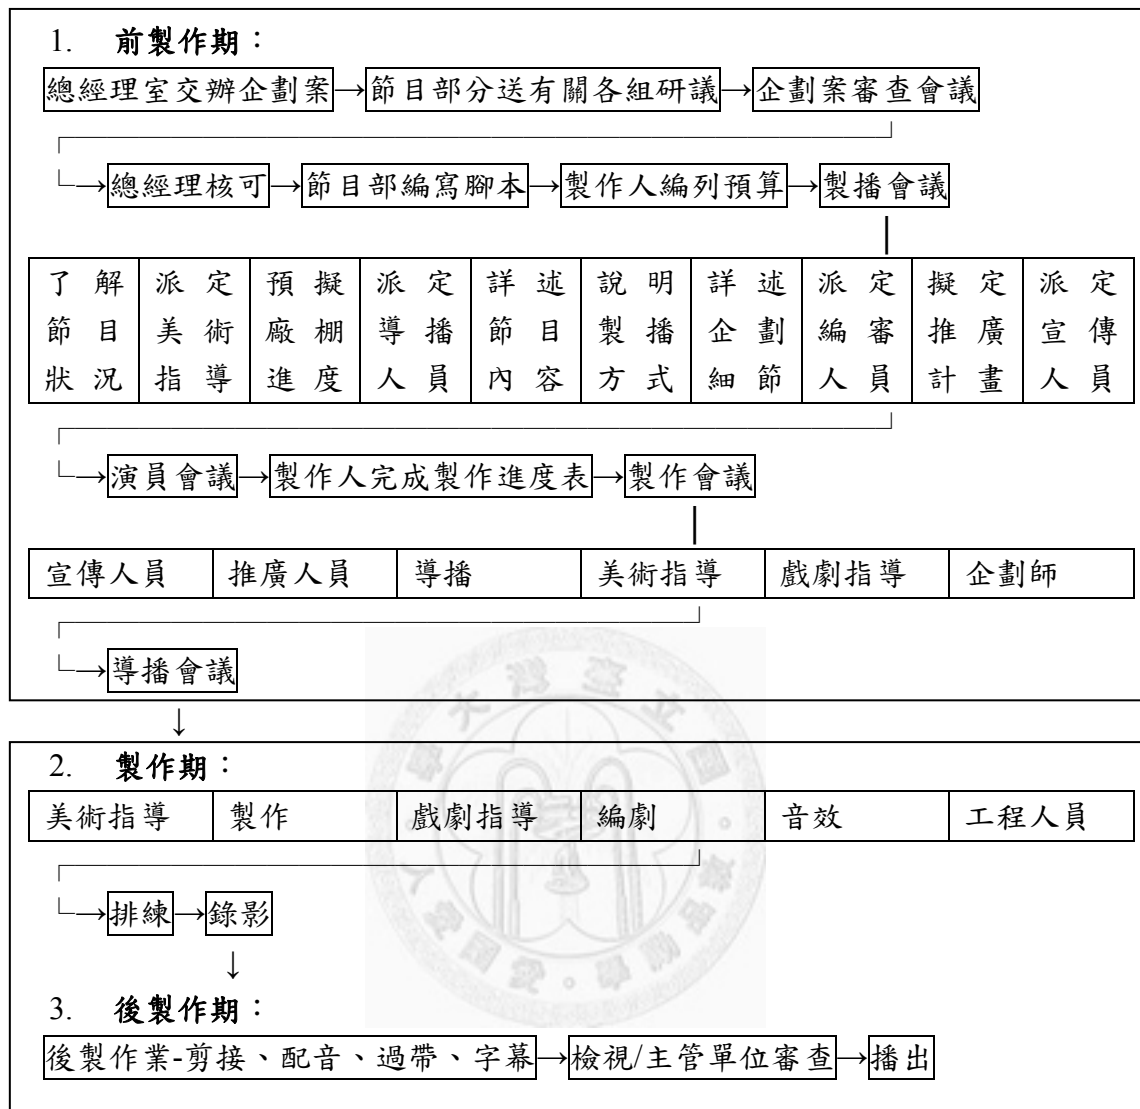 1. 前製作期：
總經理室交辦企劃案→節目部分送有關各組研議→企劃案審查會議
→總經理核可→節目部編寫腳本→製作人編列預算→製播會議
了解節目狀況 派定美術指導 預擬廠棚進度 派定導播人員 詳述節目內容 說明製播方式 詳述企劃細節 派定編審人員 擬定推廣計畫 派定宣傳人員
→演員會議→製作人完成製作進度表→製作會議
宣傳人員 推廣人員 導播 美術指導 戲劇指導 企劃師
→導播會議
↓
2. 製作期：
美術指導 製作 戲劇指導 編劇 音效 工程人員
→排練→錄影
↓
3. 後製作期：
後製作業-剪接、配音、過帶、字幕→檢視/主管單位審查→播出